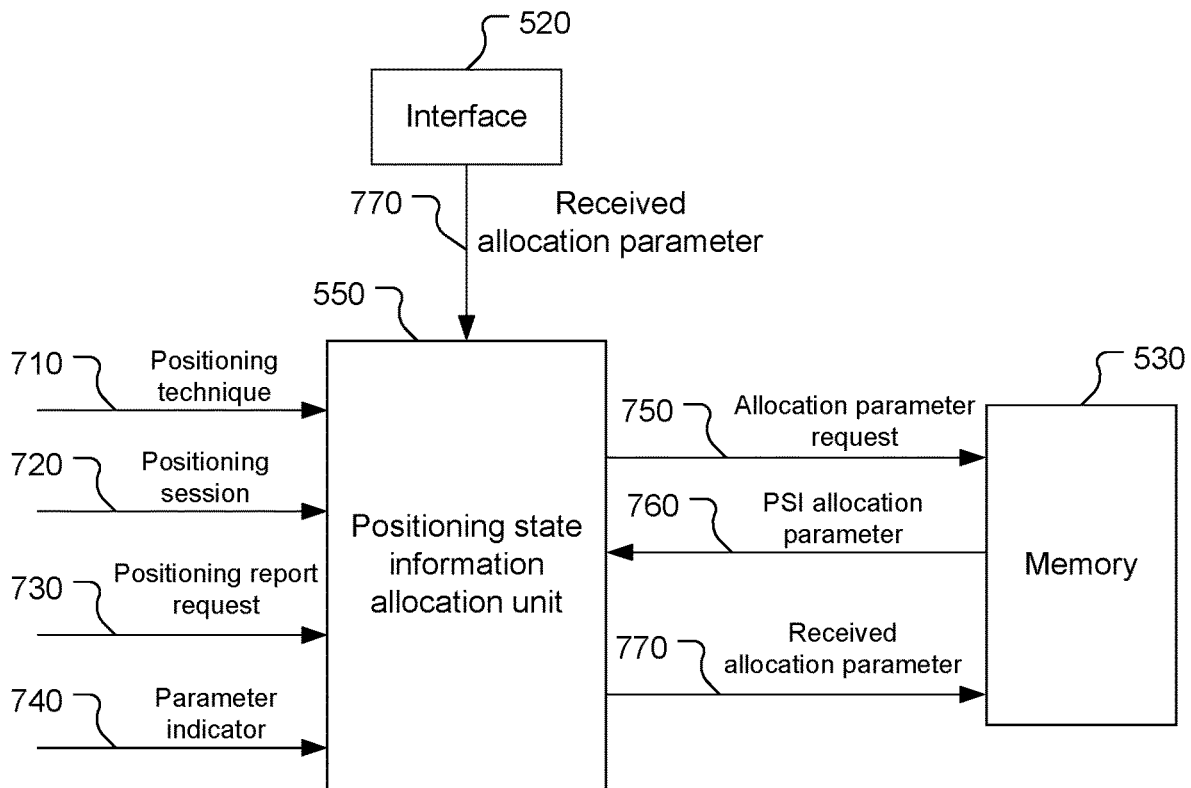 520
Interface
770
Received
allocation parameter
550
710
Positioning
technique
720
Positioning
session
730
Positioning report
request
740
Parameter
indicator
Positioning state
information
allocation unit
750
Allocation parameter
request
760
PSI allocation
parameter
770
Received
allocation parameter
530
Memory